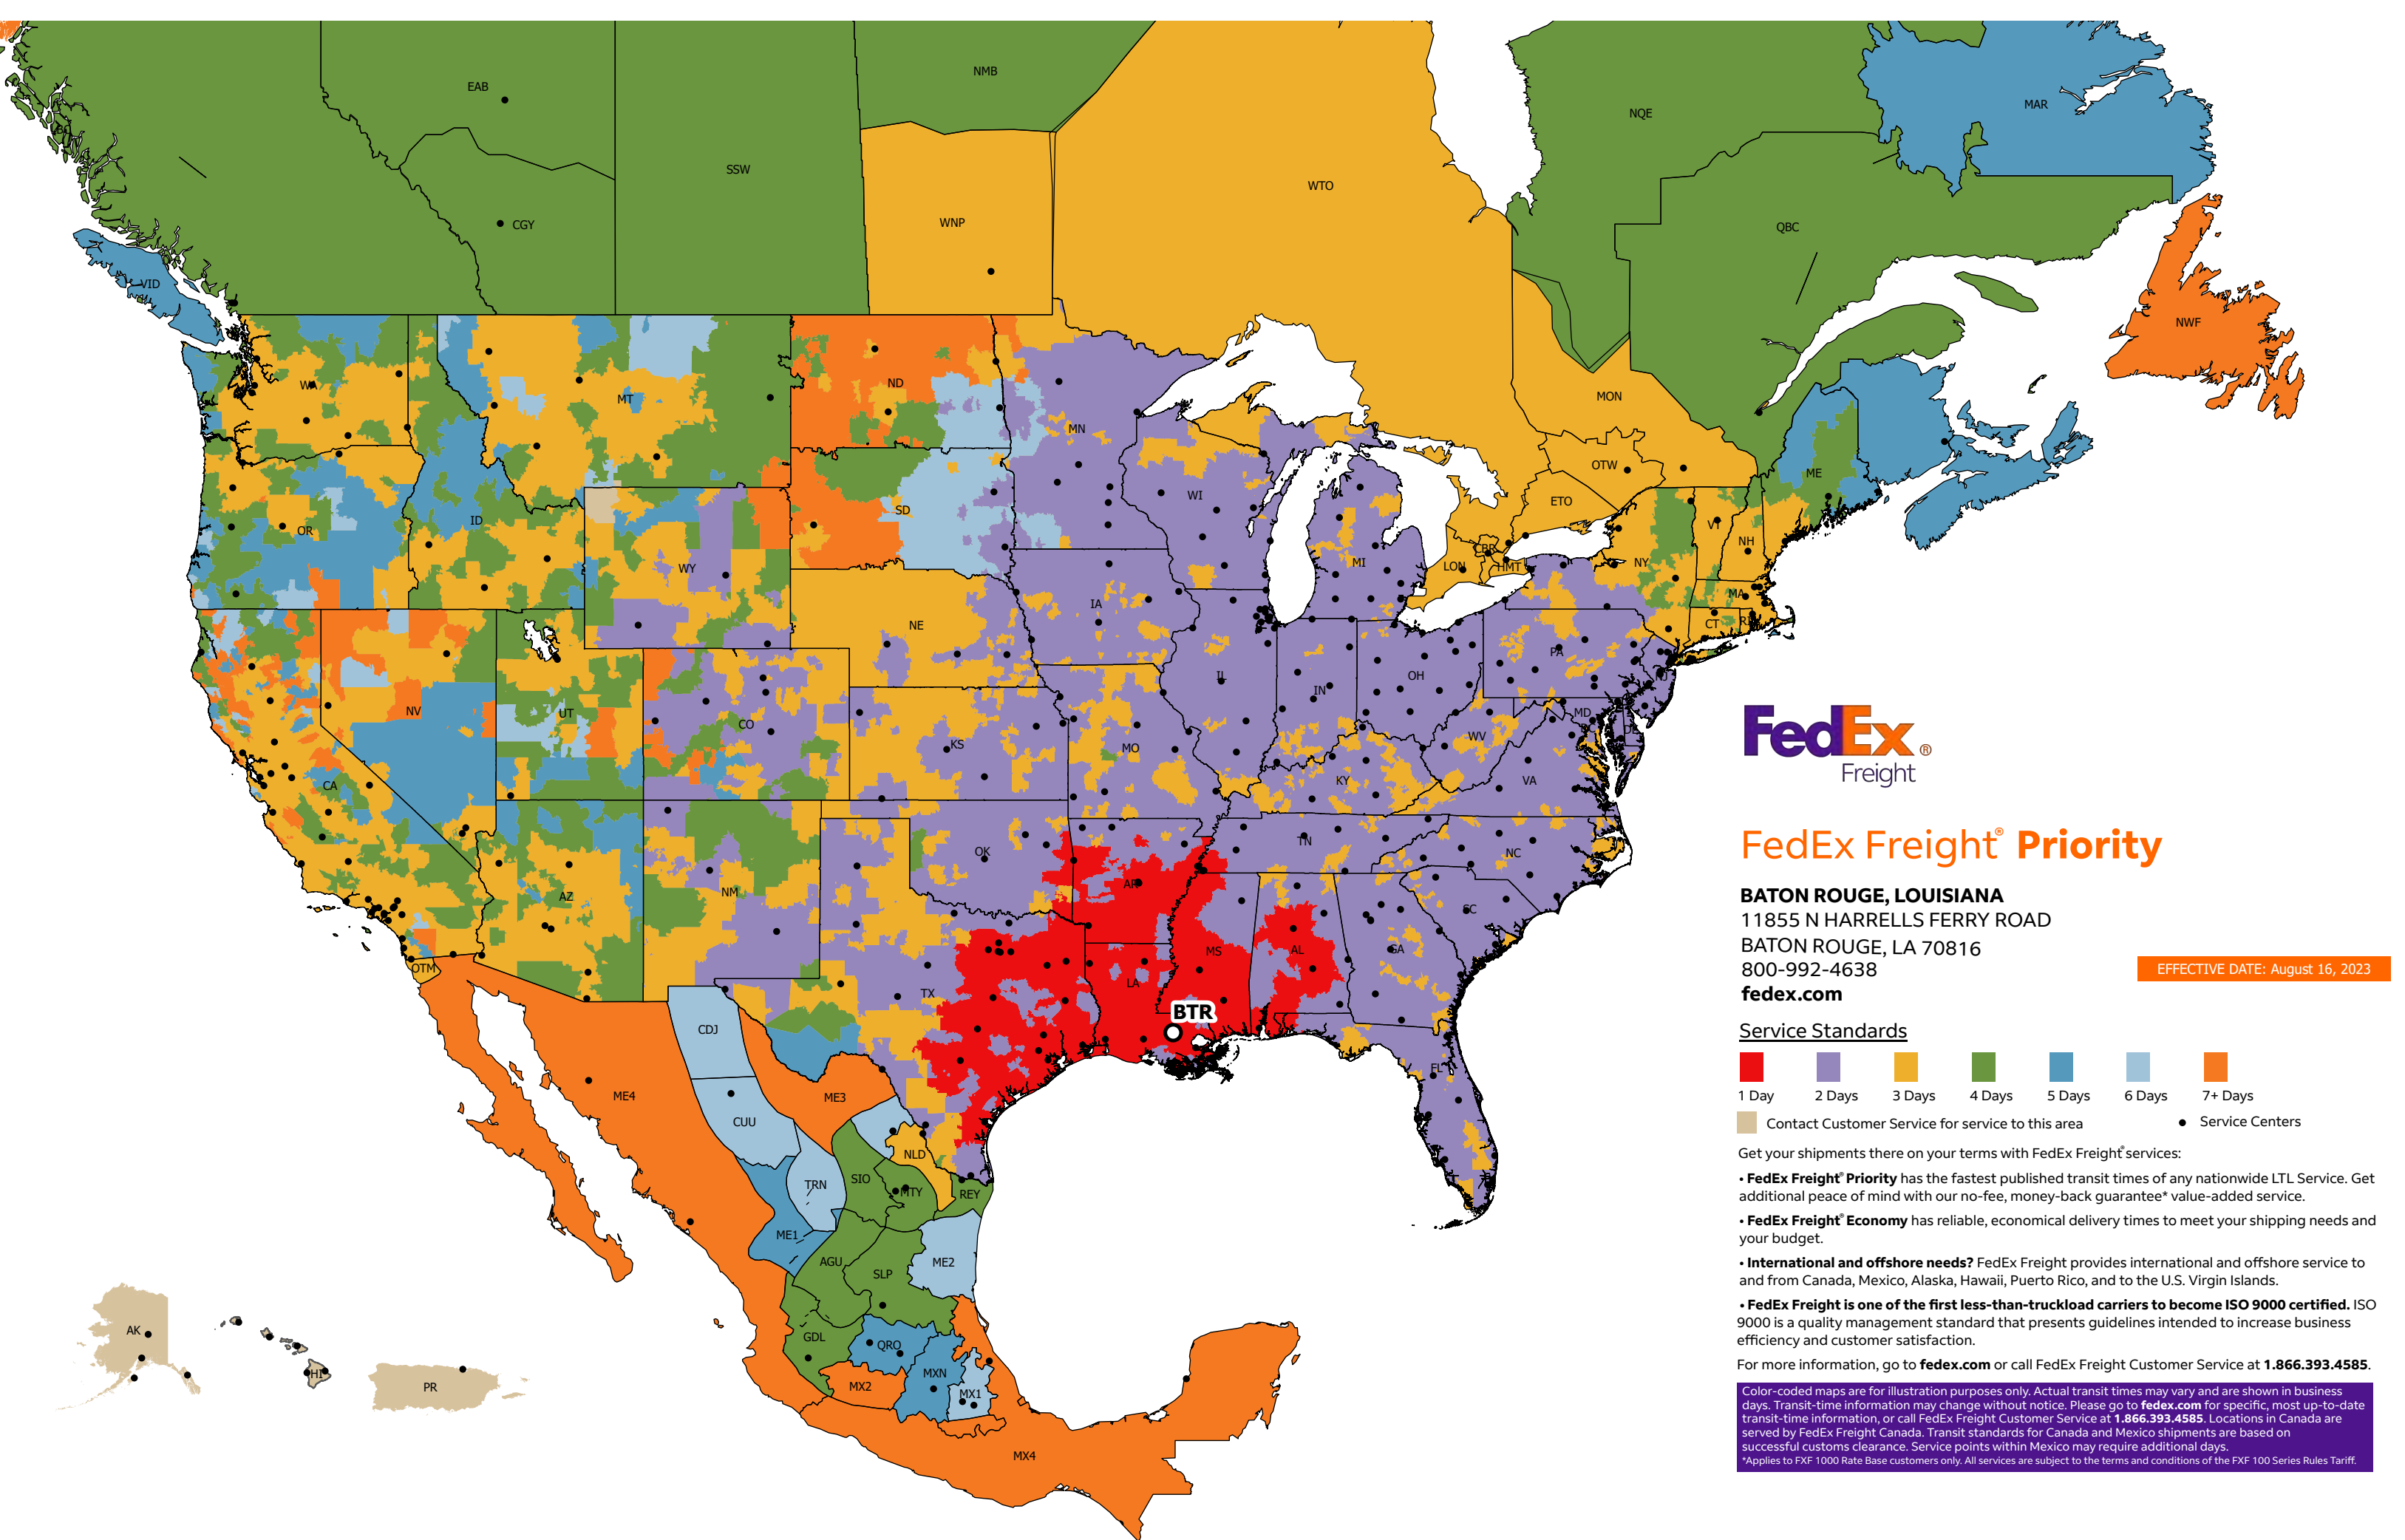 EAB
NMB
MAR
NQE
BC
SSW
WTO
CGY
WNP
QBC
VID
NWF
WA
ND
MT
MON
MN
ME
OTW
WI
ETO
SD
ID
OR
VT
NH
CBR
NY
MI
LON
HMT
WY
MA
IA
CT
RI
NE
PA
OH
IL
IN
NJ
NV
UT
MD
CO
DC
DE
WV
KS
MO
KY
VA
CA
TN
OK
NC
AR
NM
AZ
SC
GA
MS
AL
OTM
LA
TX
BTR
CDJ
FL
ME4
ME3
CUU
NLD
SIO
TRN
MTY
REY
ME1
AGU
ME2
SLP
AK
GDL
QRO
HI
MXN
PR
MX2
MX1
MX4
FedEx®
Freight
FedEx Freight® Priority
BATON ROUGE, LOUISIANA
11855 N HARRELLS FERRY ROAD
BATON ROUGE, LA 70816
800-992-4638
fedex.com
EFFECTIVE DATE: August 16, 2023
Service Standards
1 Day 2 Days 3 Days 4 Days 5 Days 6 Days 7+ Days
Contact Customer Service for service to this area Service Centers
Get your shipments there on your terms with FedEx Freight® services:
• FedEx Freight® Priority has the fastest published transit times of any nationwide LTL Service. Get
additional peace of mind with our no-fee, money-back guarantee* value-added service.
• FedEx Freight® Economy has reliable, economical delivery times to meet your shipping needs and
your budget.
• International and offshore needs? FedEx Freight provides international and offshore service to
and from Canada, Mexico, Alaska, Hawaii, Puerto Rico, and to the U.S. Virgin Islands.
• FedEx Freight is one of the first less-than-truckload carriers to become ISO 9000 certified. ISO
9000 is a quality management standard that presents guidelines intended to increase business
efficiency and customer satisfaction.
For more information, go to fedex.com or call FedEx Freight Customer Service at 1.866.393.4585.
Color-coded maps are for illustration purposes only. Actual transit times may vary and are shown in business
days. Transit-time information may change without notice. Please go to fedex.com for specific, most up-to-date
transit-time information, or call FedEx Freight Customer Service at 1.866.393.4585. Locations in Canada are
served by FedEx Freight Canada. Transit standards for Canada and Mexico shipments are based on
successful customs clearance. Service points within Mexico may require additional days.
*Applies to FXF 1000 Rate Base customers only. All services are subject to the terms and conditions of the FXF 100 Series Rules Tariff.